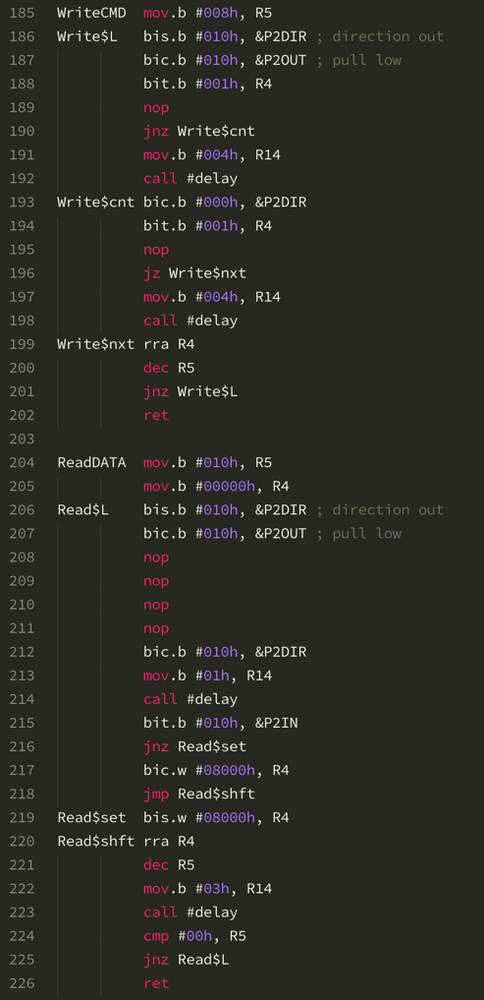 185 WriteCMD mov.b #008h, R5
186 Write$L bis.b #010h, &P2DIR ; direction out
187 bic.b #010h, &P2OUT ; pull low
188 bit.b #001h, R4
189 nop
190 jnz Write$cnt
191 mov.b #004h, R14
192 call #delay
193 Write$cnt bic.b #000h, &P2DIR
194 bit.b #001h, R4
195 nop
196 jz Write$nxt
197 mov.b #004h, R14
198 call #delay
199 Write$nxt rra R4
200 dec R5
201 jnz Write$L
202 ret
203
204 ReadDATA mov.b #010h, R5
205 mov.b #00000h, R4
206 Read$L bis.b #010h, &P2DIR ; direction out
207 bic.b #010h, &P2OUT ; pull low
208 nop
209 nop
210 nop
211 nop
212 bic.b #010h, &P2DIR
213 mov.b #01h, R14
214 call #delay
215 bit.b #010h, &P2IN
216 jnz Read$set
217 bic.w #08000h, R4
218 jmp Read$shft
219 Read$set bis.w #08000h, R4
220 Read$shft rra R4
221 dec R5
222 mov.b #03h, R14
223 call #delay
224 cmp #00h, R5
225 jnz Read$L
226 ret